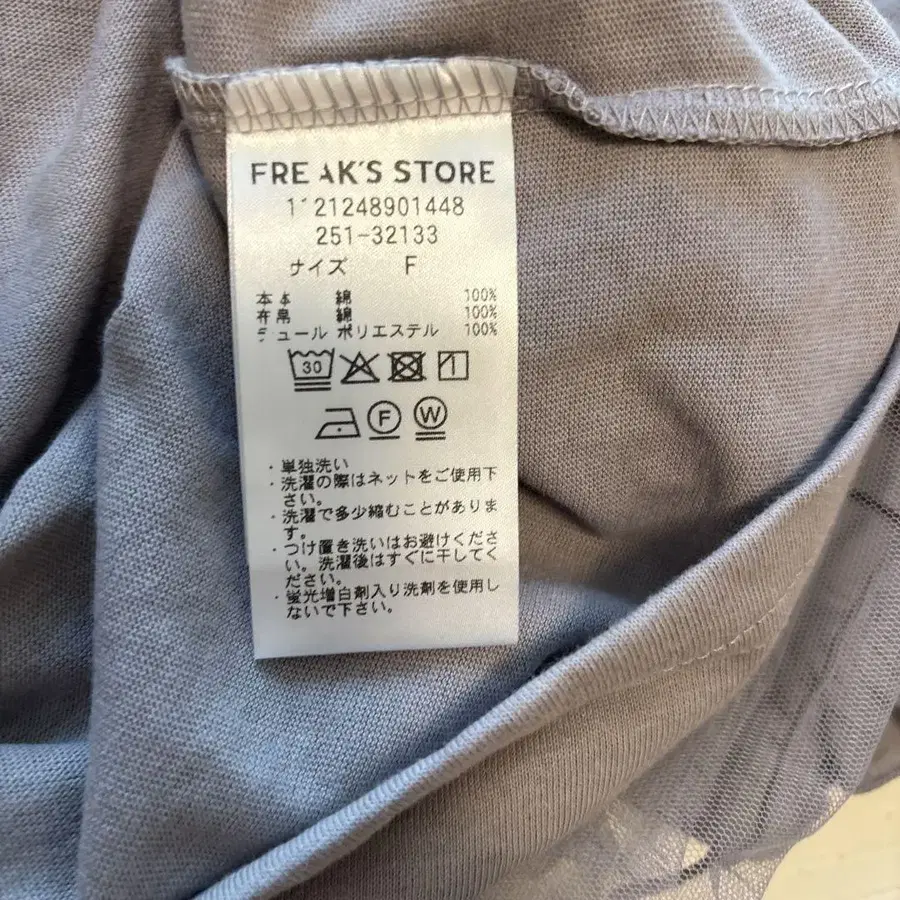 FREAK'S STORE
1121248901448
251-32133
サイズ F
本体 綿 100%
布帛 綿 100%
チュール ポリエステル 100%
30
F W
・単独洗い
・洗濯の際はネットをご使用下
さい。
・洗濯で多少縮むことがありま
す。
・つけ置き洗いはお避けくださ
い。洗濯後はすぐに干してく
ださい。
・蛍光増白剤入り洗剤を使用し
ないで下さい。